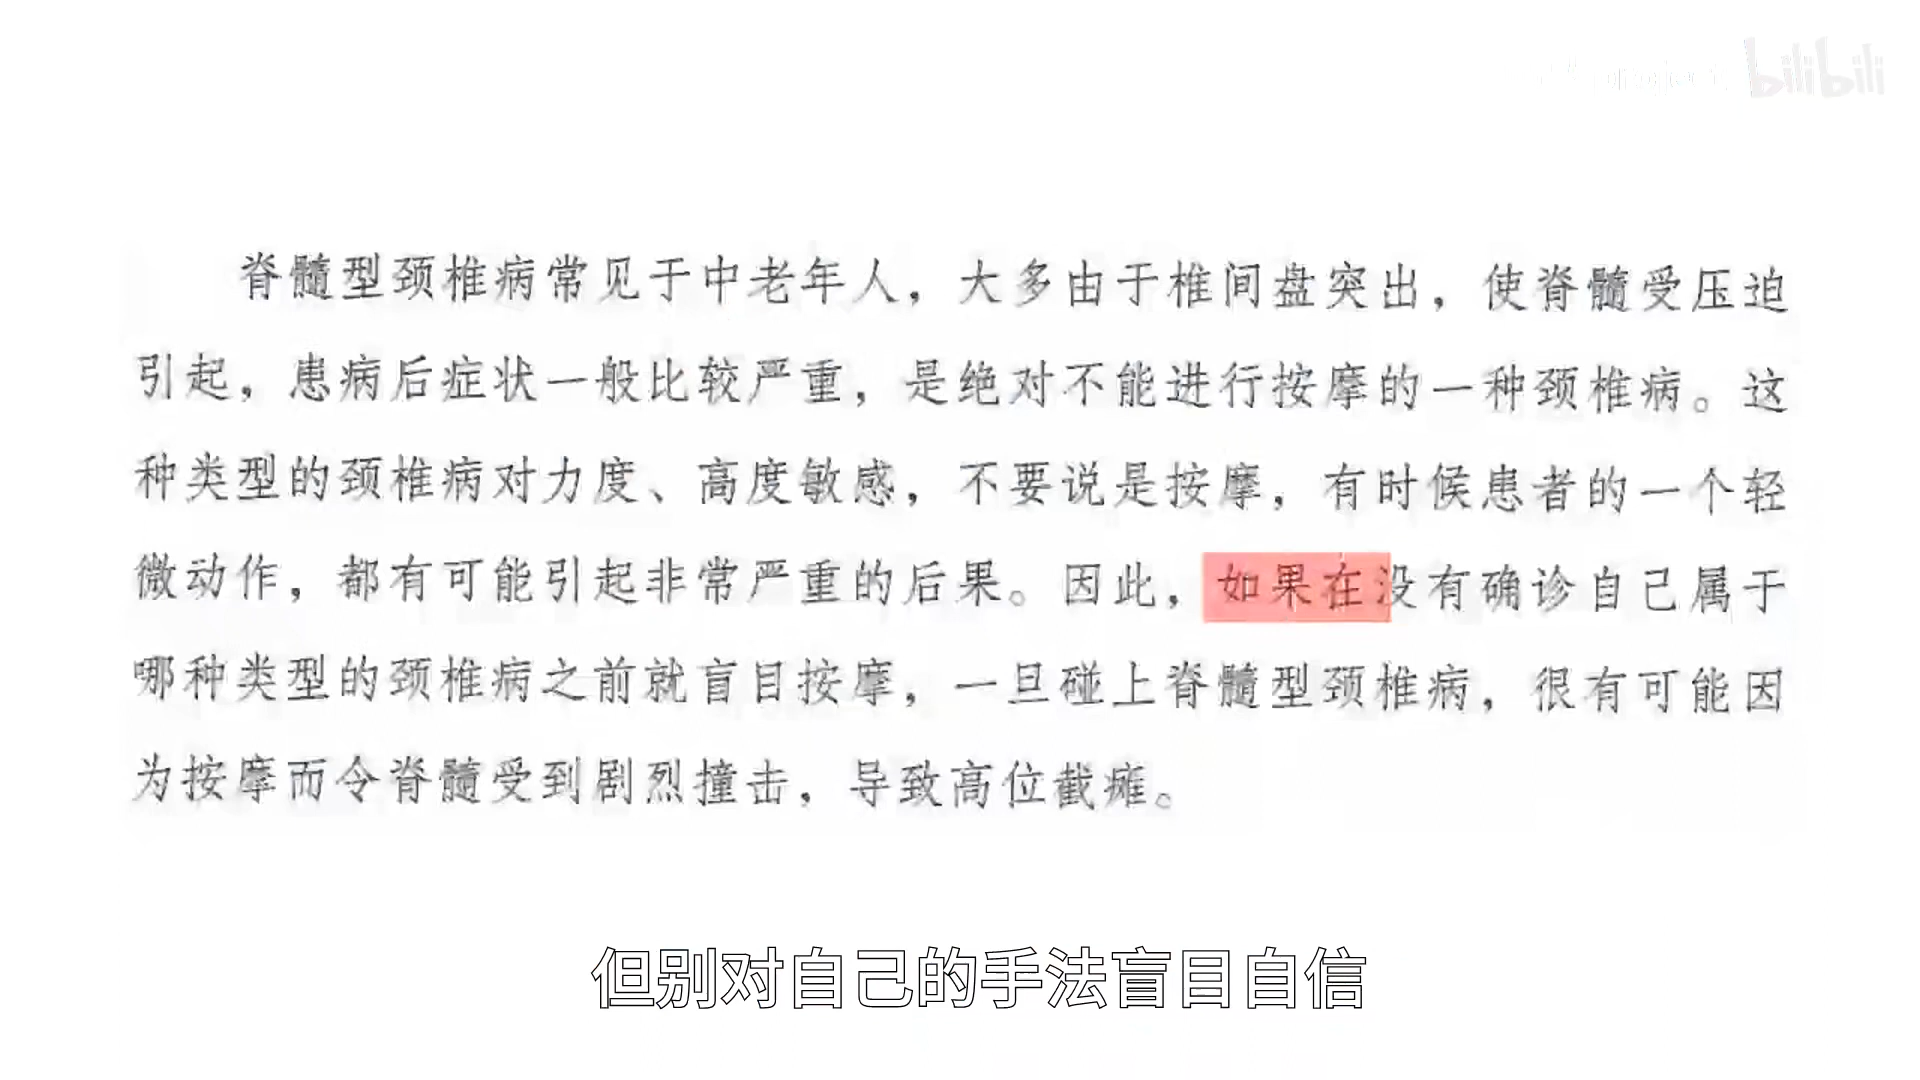 bilibili
脊髓型颈椎病常见于中老年人，大多由于椎间盘突出，使脊髓受压迫
引起，患病后症状一般比较严重，是绝对不能进行按摩的一种颈椎病。这
种类型的颈椎病对力度、高度敏感，不要说是按摩，有时候患者的一个轻
微动作，都有可能引起非常严重的后果。因此，如果在没有确诊自己属于
哪种类型的颈椎病之前就盲目按摩，一旦碰上脊髓型颈椎病，很有可能因
为按摩而令脊髓受到剧烈撞击，导致高位截瘫。
但别对自己的手法盲目自信